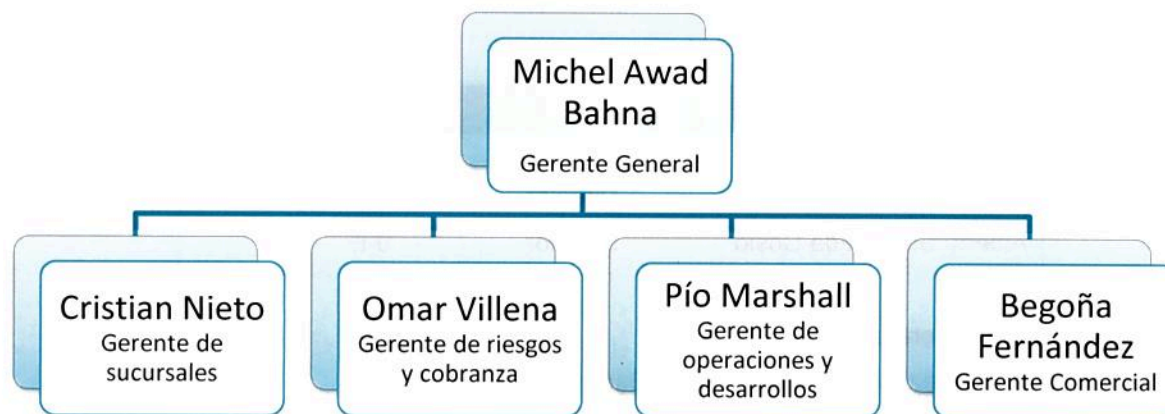 Michel Awad
Bahna
Gerente General
Cristian Nieto
Gerente de
sucursales
Omar Villena
Gerente de riesgos
y cobranza
Pío Marshall
Gerente de
operaciones y
desarrollos
Begoña
Fernández
Gerente Comercial